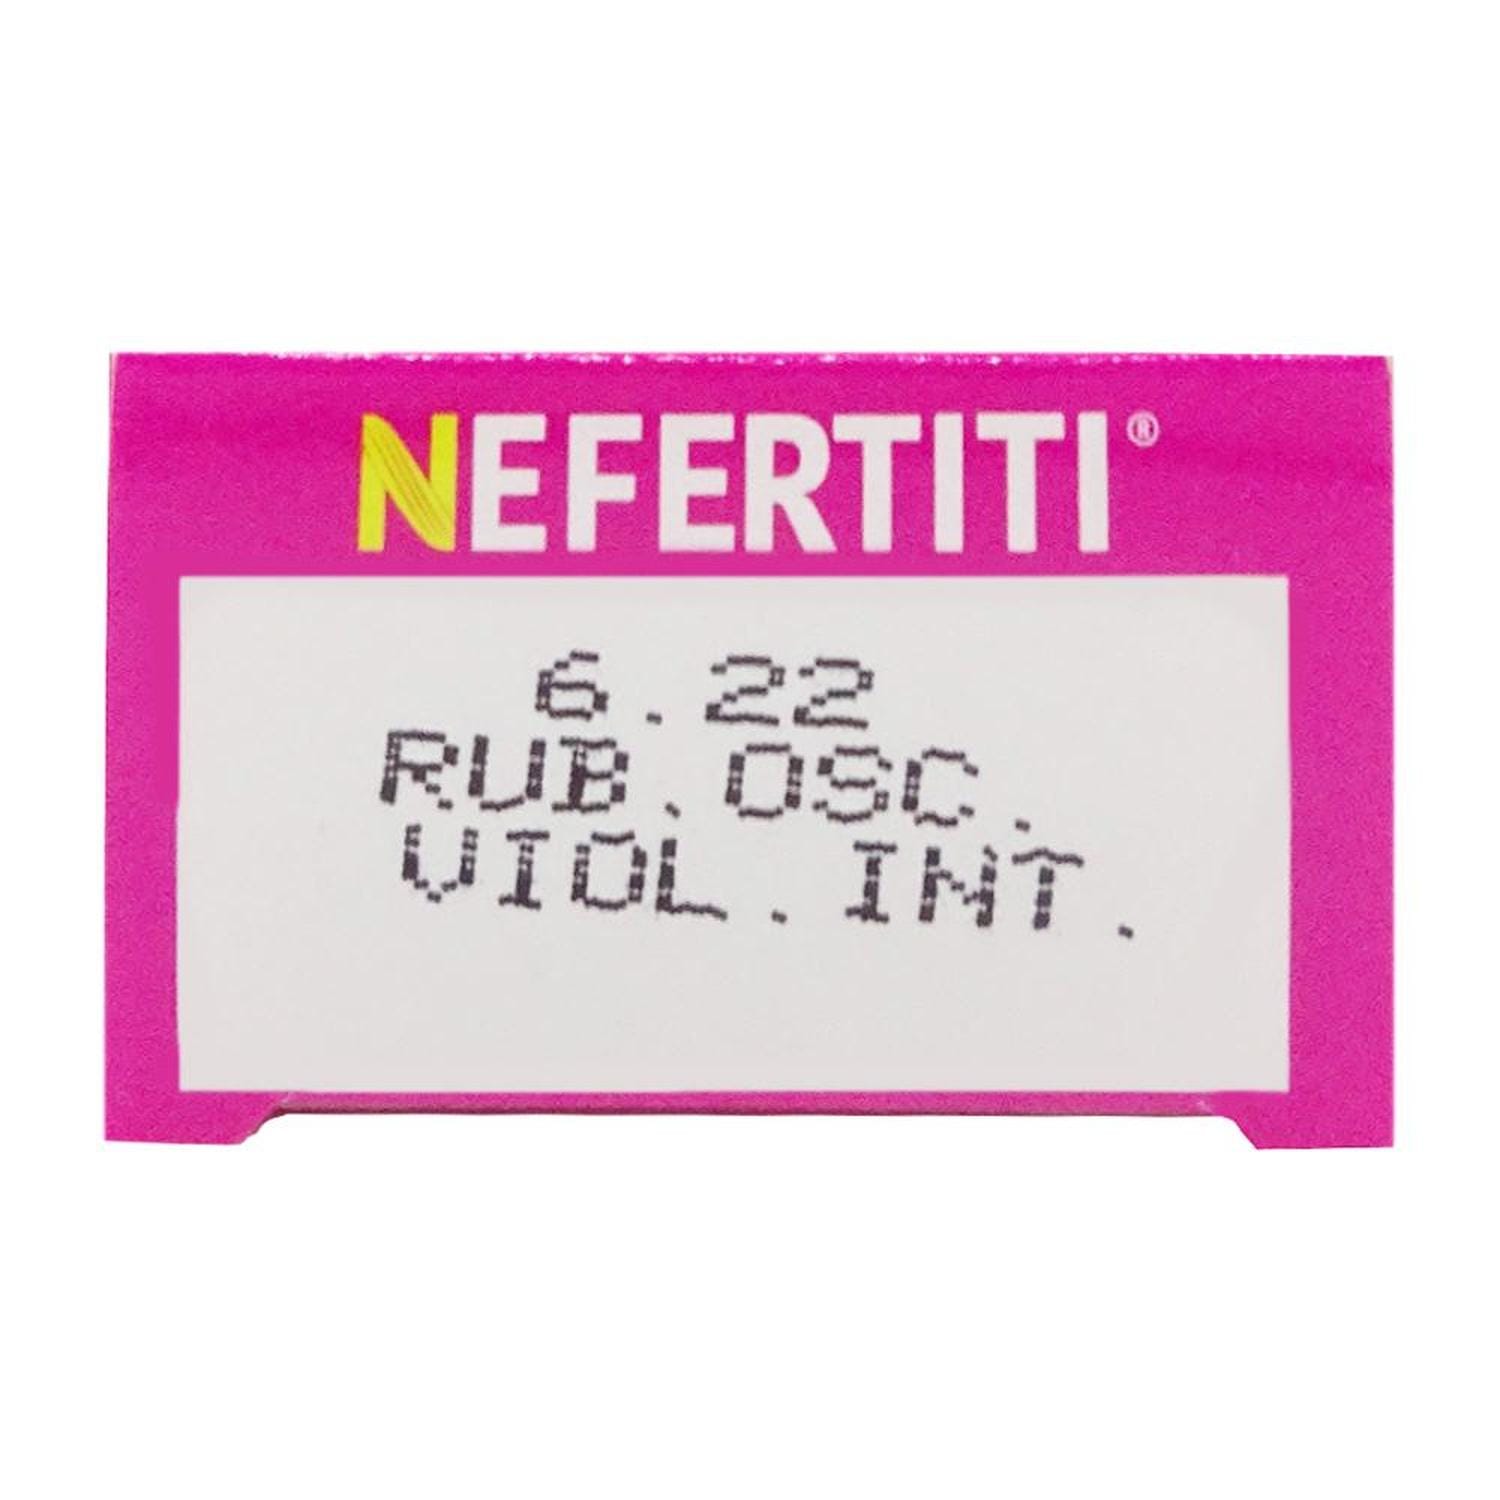 NEFERTITI®
6.22
RUB.OSC.
VIOL.INT.